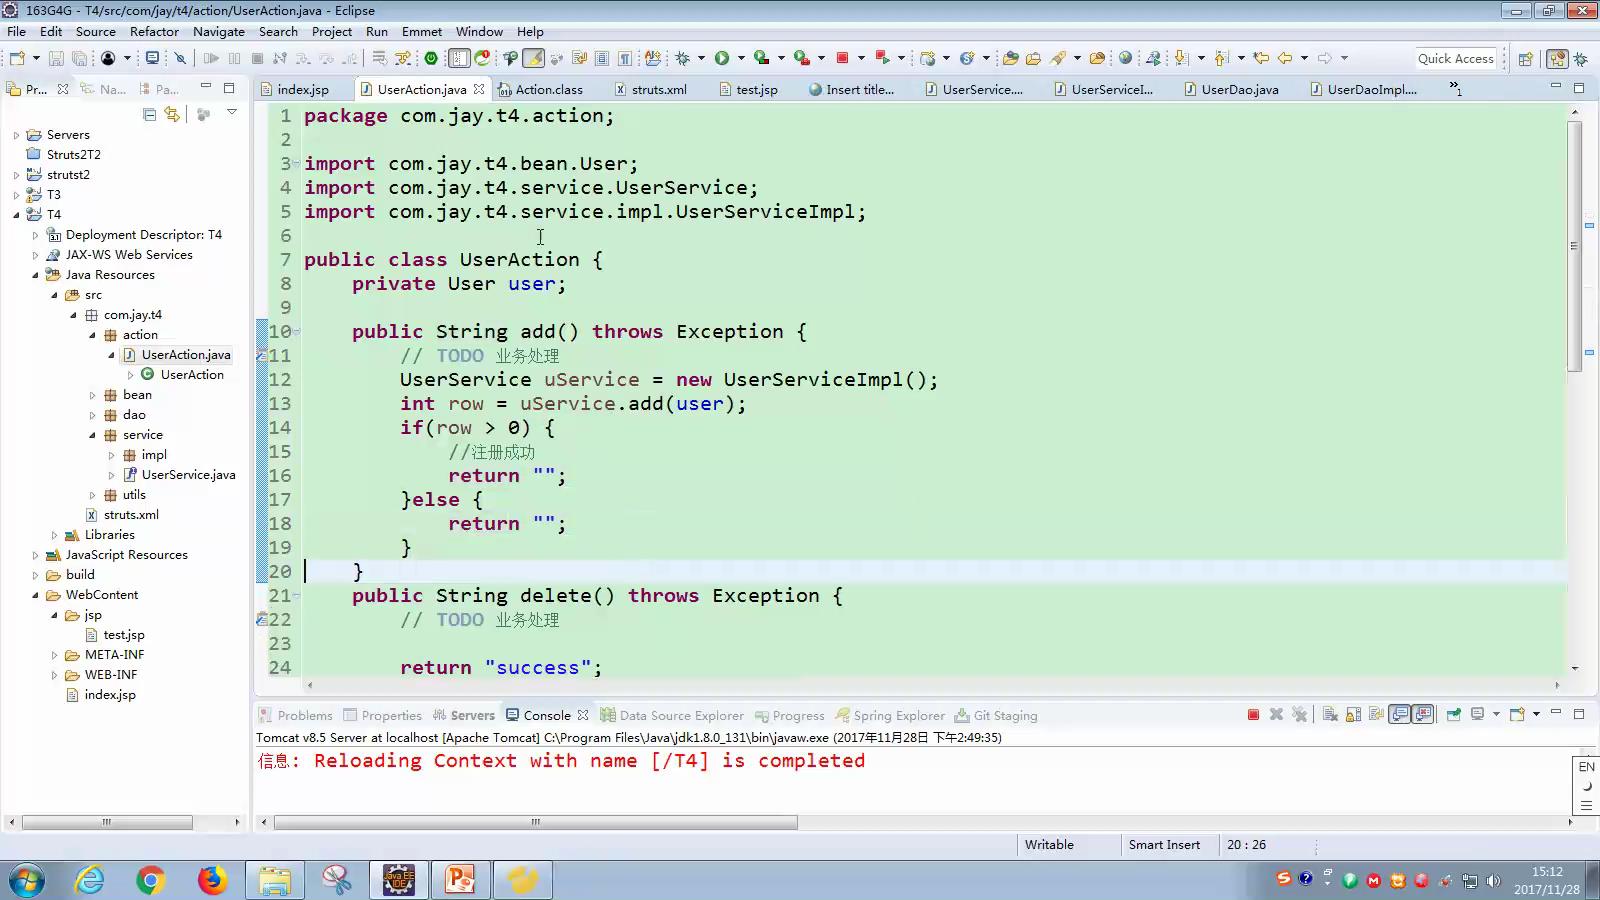 163G4G - T4/src/com/jay/t4/action/UserAction.java - Eclipse
File Edit Source Refactor Navigate Search Project Run Emmet Window Help
Quick Access
Pr... Na... Pa...
index.jsp UserAction.java Action.class struts.xml test.jsp Insert title... UserService.... UserServiceI... UserDao.java UserDaoImpl.... »1
Servers
Struts2T2
strutst2
T3
T4
Deployment Descriptor: T4
JAX-WS Web Services
Java Resources
src
com.jay.t4
action
UserAction.java
UserAction
bean
dao
service
impl
UserService.java
utils
struts.xml
Libraries
JavaScript Resources
build
WebContent
jsp
test.jsp
META-INF
WEB-INF
index.jsp
1 package com.jay.t4.action;
2
3 import com.jay.t4.bean.User;
4 import com.jay.t4.service.UserService;
5 import com.jay.t4.service.impl.UserServiceImpl;
6
7 public class UserAction {
8 private User user;
9
10 public String add() throws Exception {
11 // TODO 业务处理
12 UserService uService = new UserServiceImpl();
13 int row = uService.add(user);
14 if(row > 0) {
15 //注册成功
16 return "";
17 }else {
18 return "";
19 }
20 }
21 public String delete() throws Exception {
22 // TODO 业务处理
23
24 return "success";
Problems Properties Servers Console Data Source Explorer Progress Spring Explorer Git Staging
Tomcat v8.5 Server at localhost [Apache Tomcat] C:\Program Files\Java\jdk1.8.0_131\bin\javaw.exe (2017年11月28日 下午2:49:35)
信息: Reloading Context with name [/T4] is completed
EN
Writable Smart Insert 20 : 26
Java EE
IDE
15:12
2017/11/28